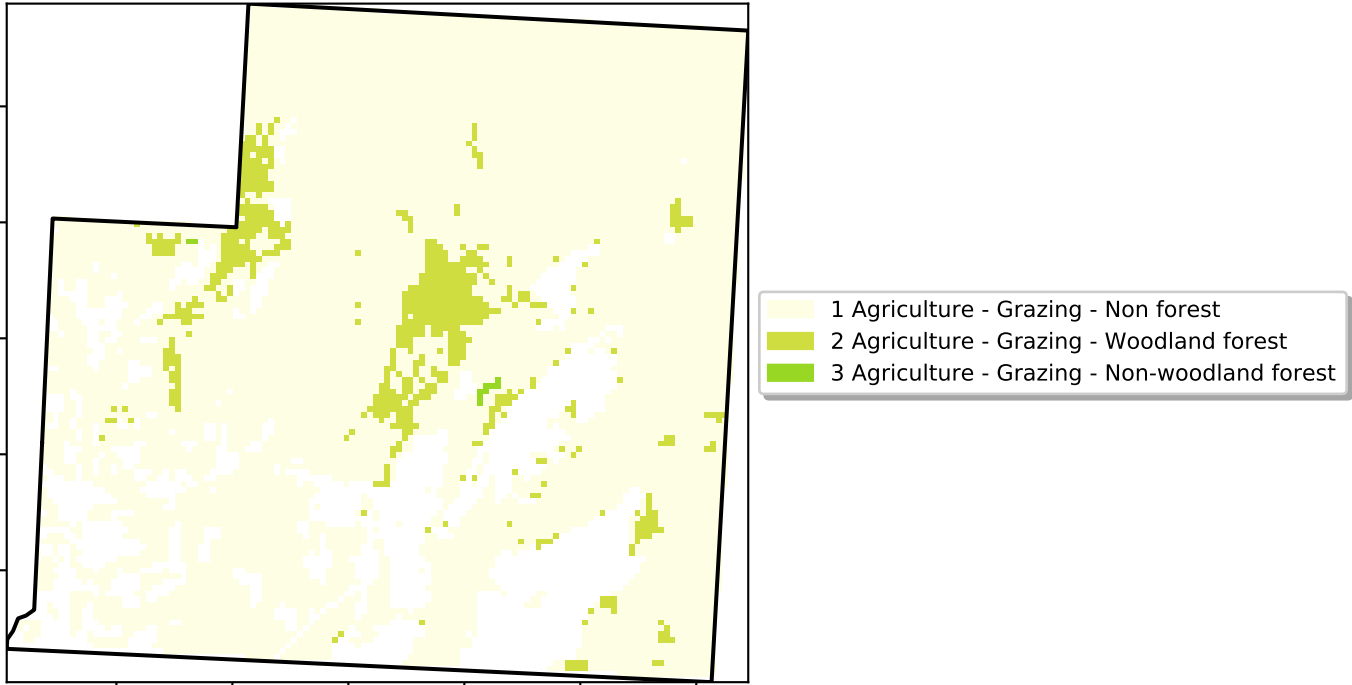 1 Agriculture - Grazing - Non forest
2 Agriculture - Grazing - Woodland forest
3 Agriculture - Grazing - Non-woodland forest